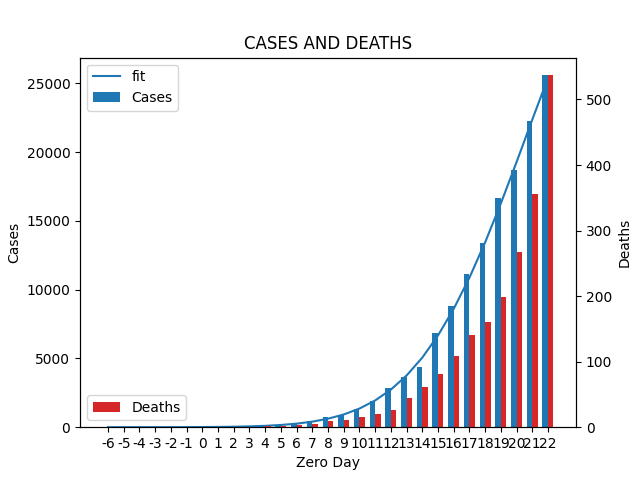 CASES AND DEATHS
fit
Cases
Deaths
Cases
25000
20000
15000
10000
5000
0
Deaths
500
400
300
200
100
0
-6 -5 -4 -3 -2 -1 0 1 2 3 4 5 6 7 8 9 10 11 12 13 14 15 16 17 18 19 20 21 22
Zero Day